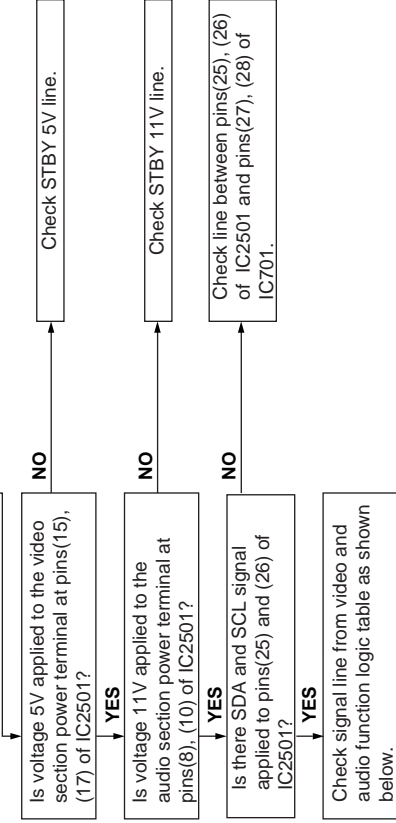 Is voltage 5V applied to the video
section power terminal at pins(15),
(17) of IC2501?
NO
Check STBY 5V line.
YES
Is voltage 11V applied to the
audio section power terminal at
pins(8), (10) of IC2501?
NO
Check STBY 11V line.
YES
Is there SDA and SCL signal
applied to pins(25) and (26) of
IC2501?
NO
Check line between pins(25), (26)
of IC2501 and pins(27), (28) of
IC701.
YES
Check signal line from video and
audio function logic table as shown
below.